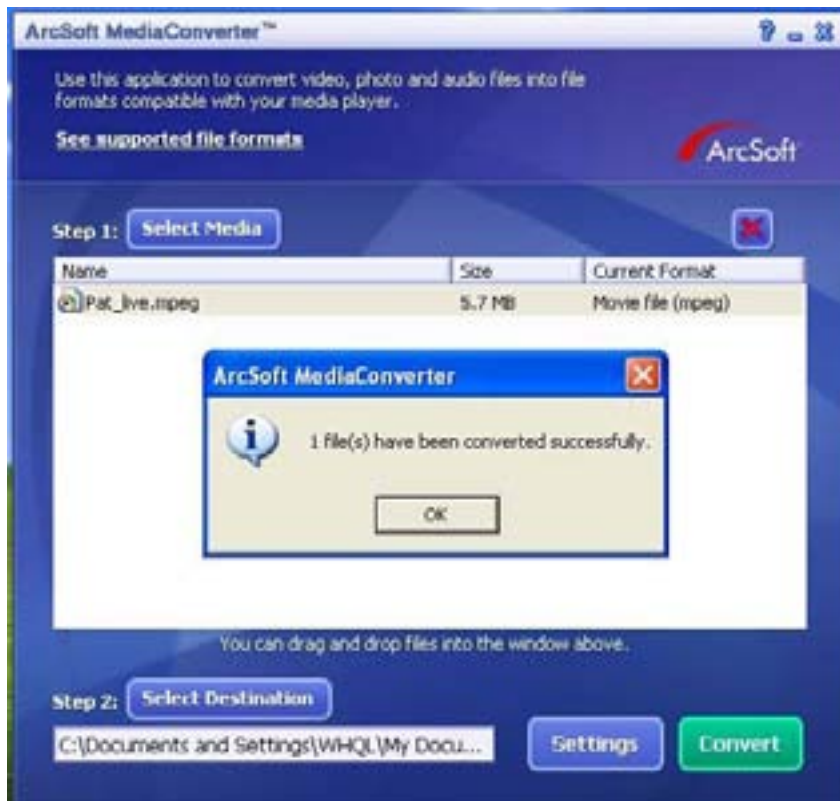 ArcSoft MediaConverter™
Use this application to convert video, photo and audio files into file
formats compatible with your media player.
See supported file formats
ArcSoft
Step 1: Select Media
Name Size Current Format
Pat_live.mpeg 5.7 MB Movie file (mpeg)
ArcSoft MediaConverter
1 file(s) have been converted successfully.
OK
You can drag and drop files into the window above.
Step 2: Select Destination
C:\Documents and Settings\WHQL\My Docu...
Settings
Convert